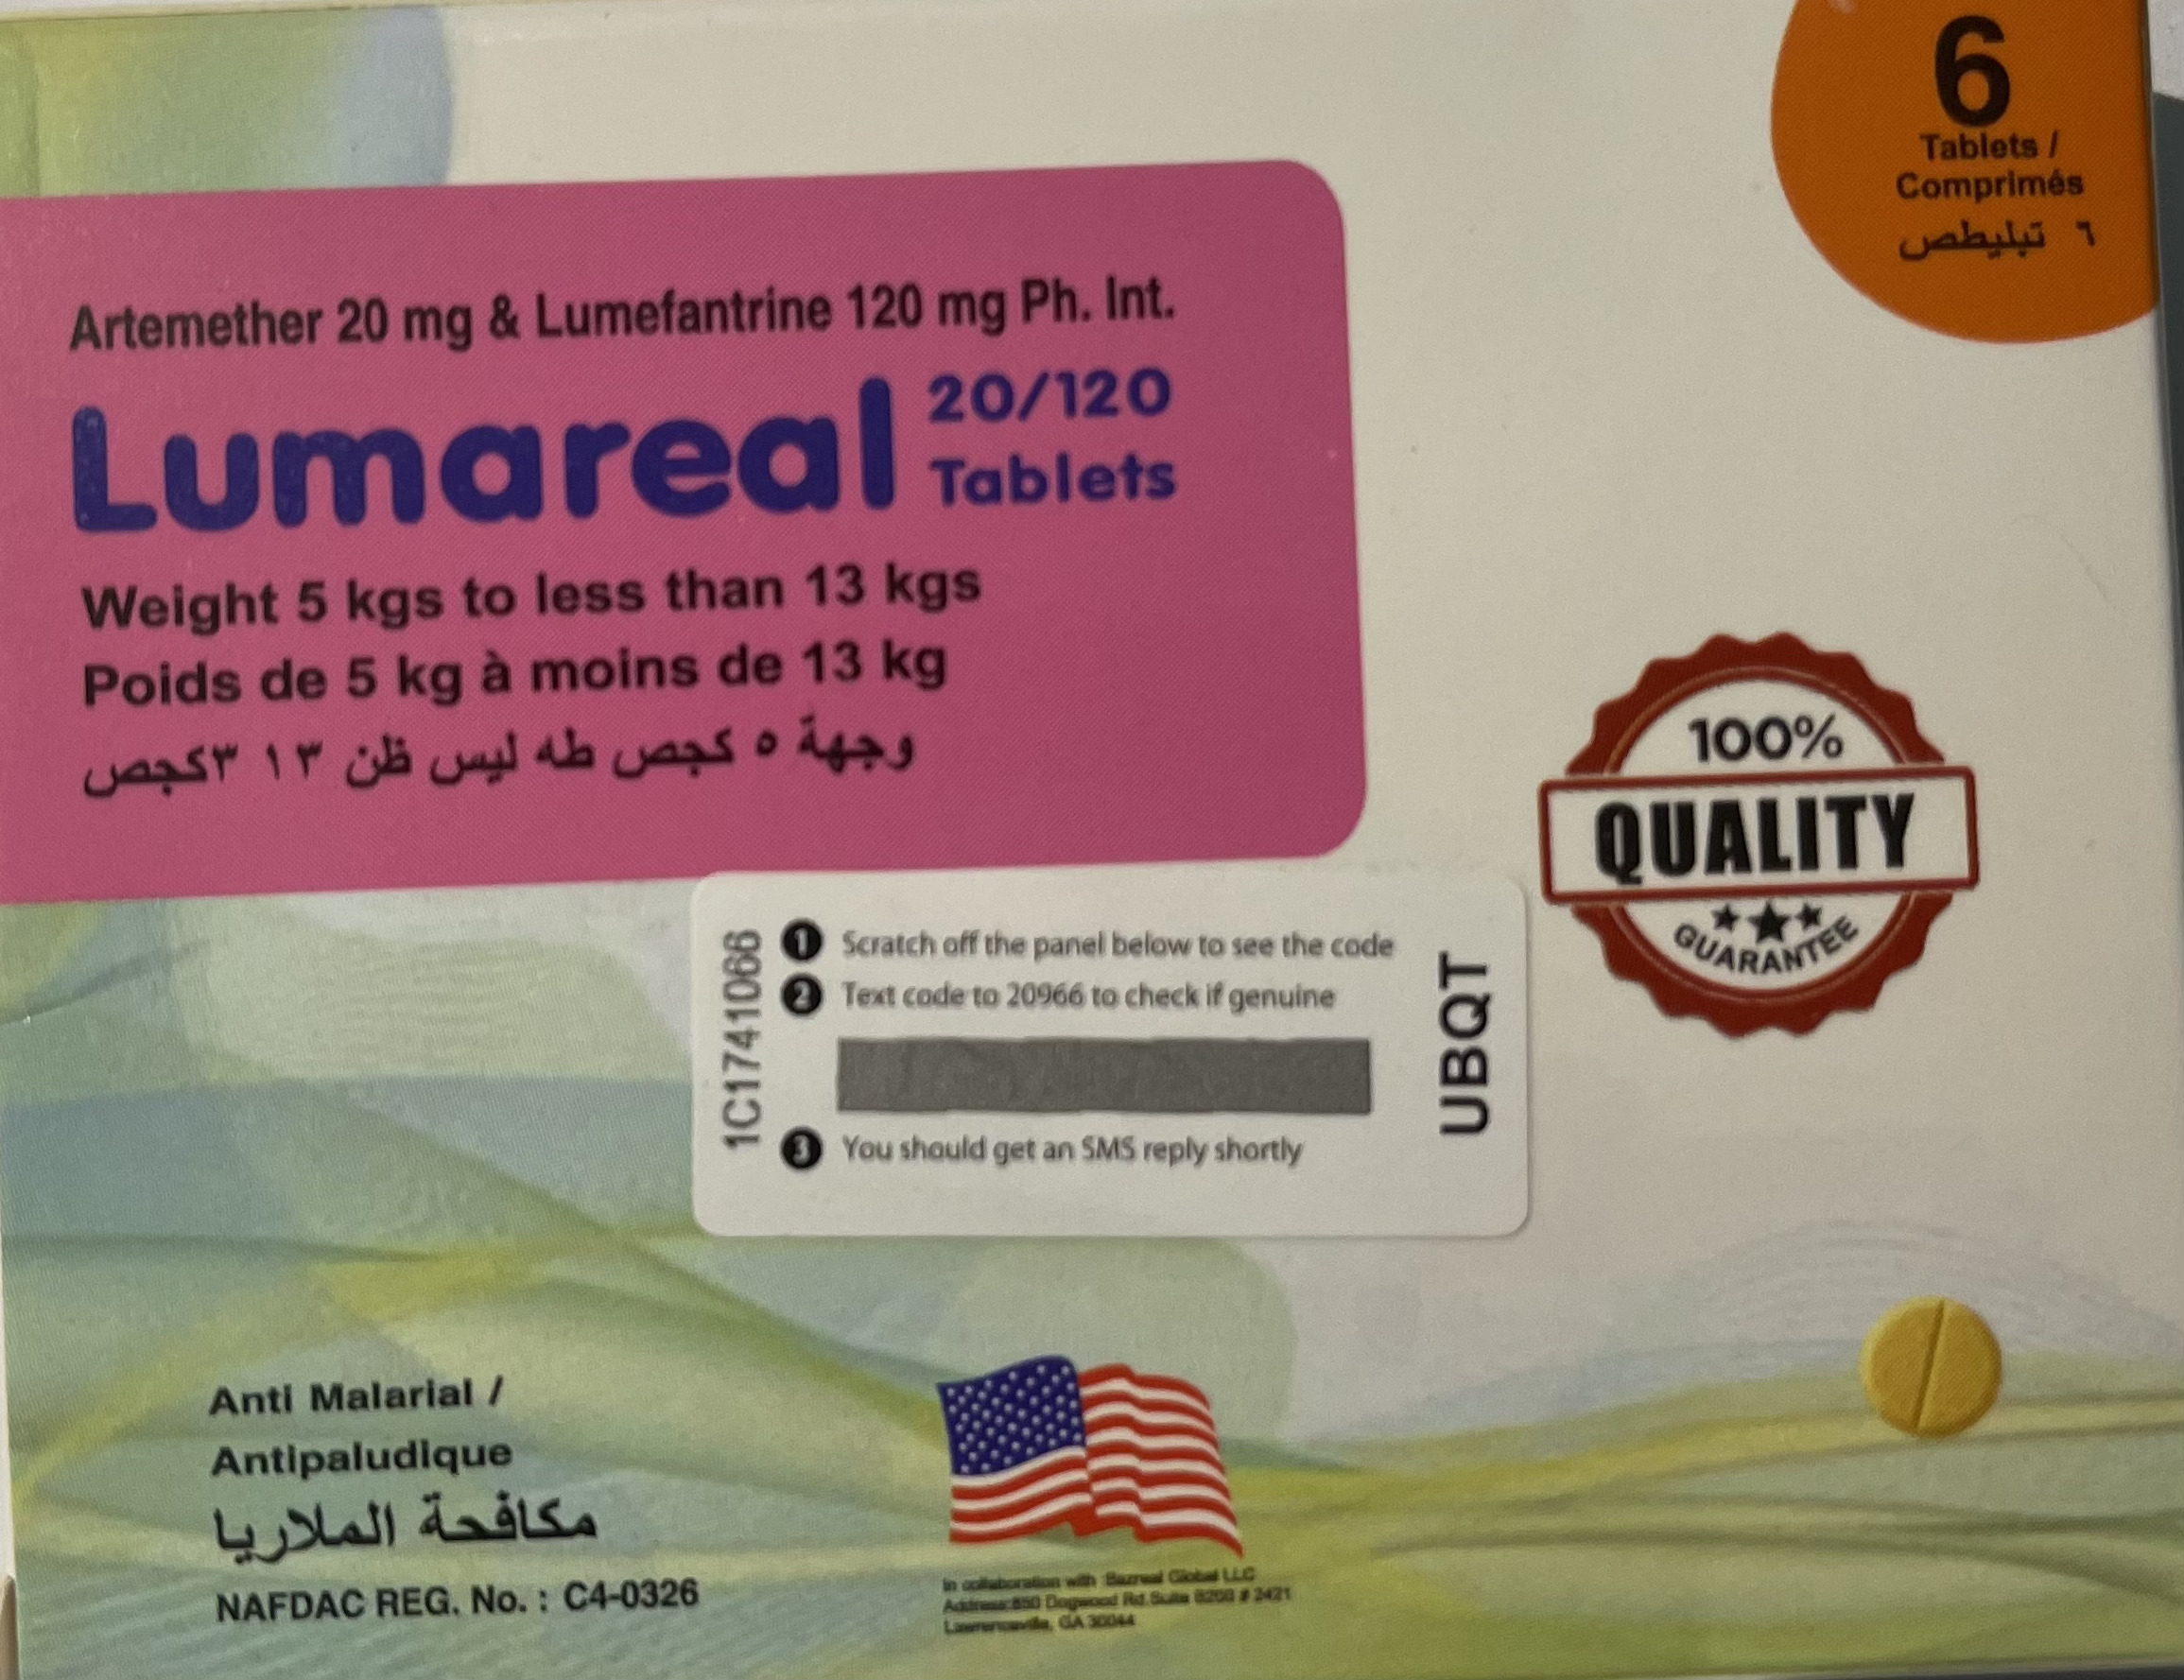 6
Tablets /
Comprimés
٦ تبليطص
Artemether 20 mg & Lumefantrine 120 mg Ph. Int.
Lumareal 20/120
Tablets
Weight 5 kgs to less than 13 kgs
Poids de 5 kg à moins de 13 kg
وجهة ٥ كجص طه ليس ظن ٣ ١ ٣كجص
100%
QUALITY
GUARANTEE
1C1741066
1 Scratch off the panel below to see the code
2 Text code to 20966 to check if genuine
3 You should get an SMS reply shortly
UBQT
Anti Malarial /
Antipaludique
مكافحة الملاريا
NAFDAC REG. No. : C4-0326
In collaboration with Bazreal Global LLC
Address:850 Dogwood Rd. Suite B200 # 2421
Lawrenceville, GA 30044